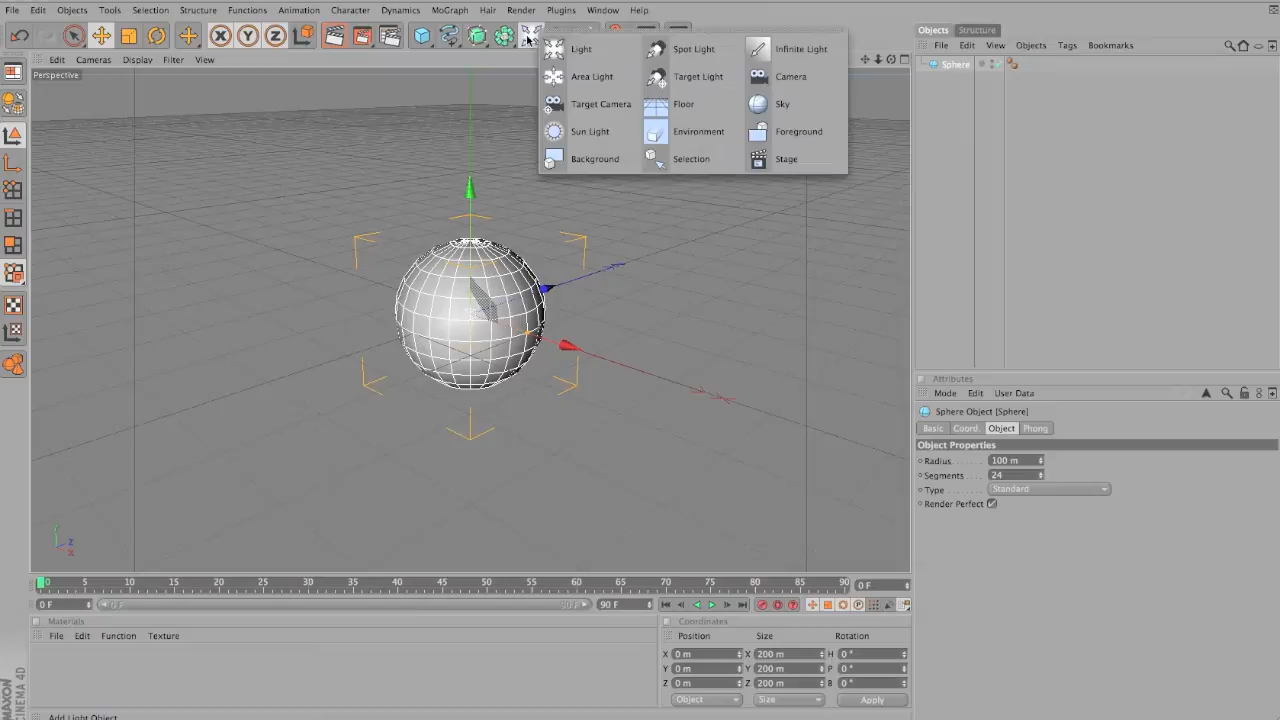 File Edit Objects Tools Selection Structure Functions Animation Character Dynamics MoGraph Hair Render Plugins Window Help
X Y Z
Objects Structure
File Edit View Objects Tags Bookmarks
Edit Cameras Display Filter View
Perspective
Light Spot Light Infinite Light
Area Light Target Light Camera
Target Camera Floor Sky
Sun Light Environment Foreground
Background Selection Stage
Sphere
Attributes
Mode Edit User Data
Sphere Object [Sphere]
Basic Coord. Object Phong
Object Properties
Radius 100 m
Segments 24
Type Standard
Render Perfect
Y
Z
X
0 5 10 15 20 25 30 35 40 45 50 55 60 65 70 75 80 85 90 0 F
0 F 0 F 90 F 90 F
Materials
File Edit Function Texture
Coordinates
Position Size Rotation
X 0 m X 200 m H 0 °
Y 0 m Y 200 m P 0 °
Z 0 m Z 200 m B 0 °
Object Size Apply
MAXON
CINEMA 4D
Add Light Object